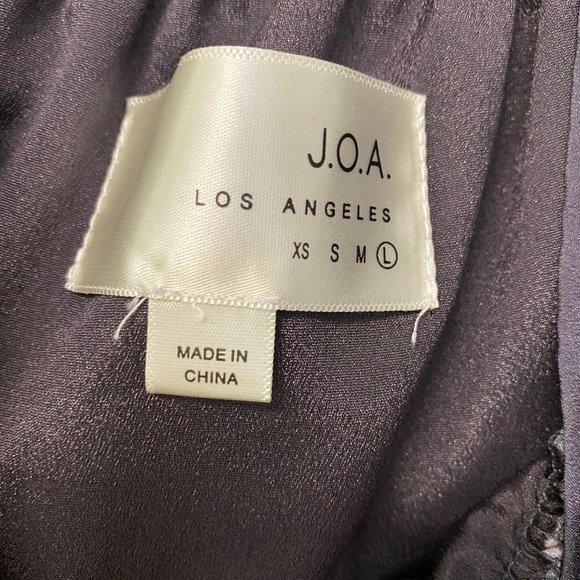 J.O.A.
LOS ANGELES
XS S M L
MADE IN
CHINA